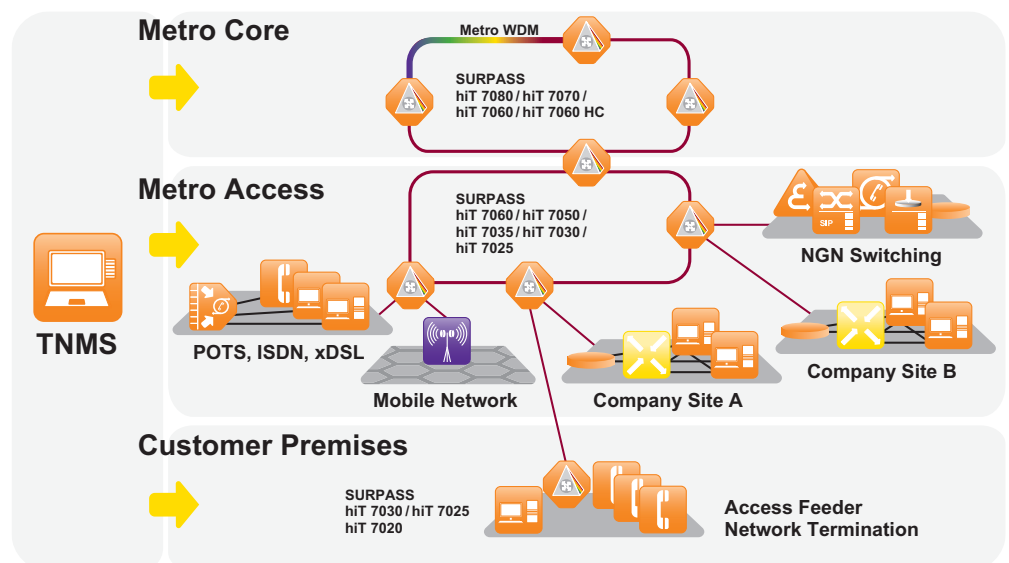 Metro Core
Metro WDM
SURPASS
hiT 7080 / hiT 7070 /
hiT 7060 / hiT 7060 HC
Metro Access
SURPASS
hiT 7060 / hiT 7050 /
hiT 7035 / hiT 7030 /
hiT 7025
SIP
NGN Switching
TNMS
POTS, ISDN, xDSL
Mobile Network
Company Site A
Company Site B
Customer Premises
SURPASS
hiT 7030 / hiT 7025
hiT 7020
Access Feeder
Network Termination